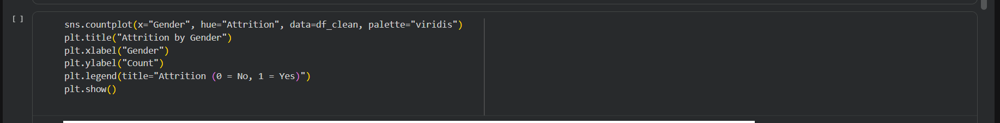 [ ]
sns.countplot(x="Gender", hue="Attrition", data=df_clean, palette="viridis")
plt.title("Attrition by Gender")
plt.xlabel("Gender")
plt.ylabel("Count")
plt.legend(title="Attrition (0 = No, 1 = Yes)")
plt.show()